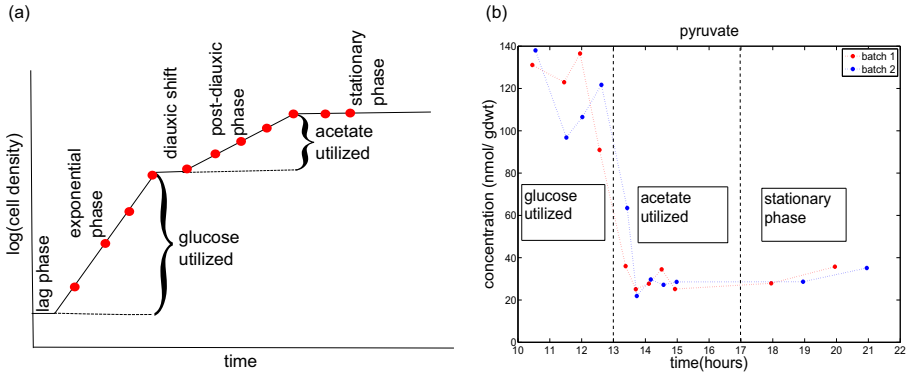 (a)
lag phase
exponential
phase
diauxic shift
post-diauxic
phase
stationary
phase
acetate
utilized
glucose
utilized
log(cell density)
time
(b)
pyruvate
batch 1
batch 2
140
120
100
80
60
40
20
0
concentration (nmol/ gdwt)
glucose
utilized
acetate
utilized
stationary
phase
10 11 12 13 14 15 16 17 18 19 20 21 22
time(hours)